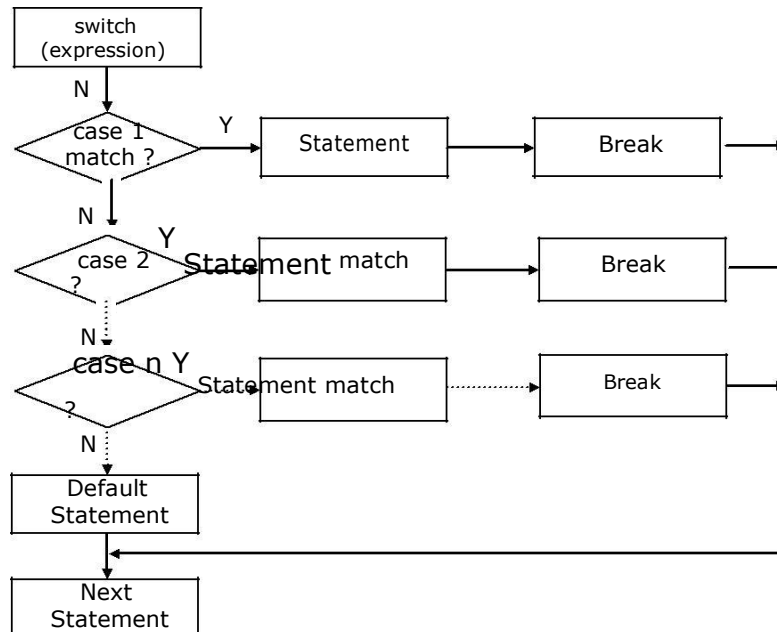 switch
(expression)
N
case 1
match ?
Y
Statement
Break
N
case 2
?
Y
Statement match
Break
N
case n Y
?
Statement match
Break
N
Default
Statement
Next
Statement